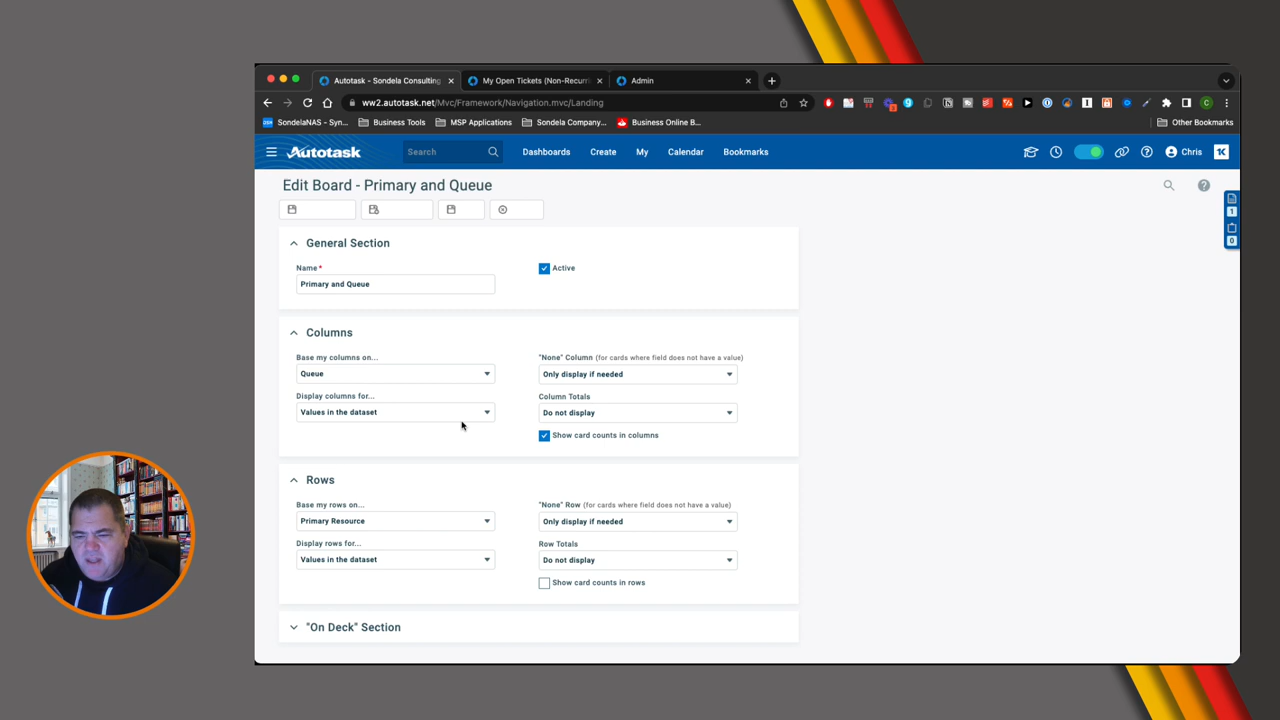 Autotask - Sondela Consulting
My Open Tickets (Non-Recurr
Admin
ww2.autotask.net/Mvc/Framework/Navigation.mvc/Landing
SondelaNAS - Syn...
Business Tools
MSP Applications
Sondela Company...
Business Online B...
Other Bookmarks
Autotask
Search
Dashboards
Create
My
Calendar
Bookmarks
Chris
Edit Board - Primary and Queue
1
0
General Section
Name*
Active
Primary and Queue
Columns
Base my columns on...
"None" Column (for cards where field does not have a value)
Queue
Only display if needed
Display columns for...
Column Totals
Values in the dataset
Do not display
Show card counts in columns
Rows
Base my rows on...
"None" Row (for cards where field does not have a value)
Primary Resource
Only display if needed
Display rows for...
Row Totals
Values in the dataset
Do not display
Show card counts in rows
"On Deck" Section